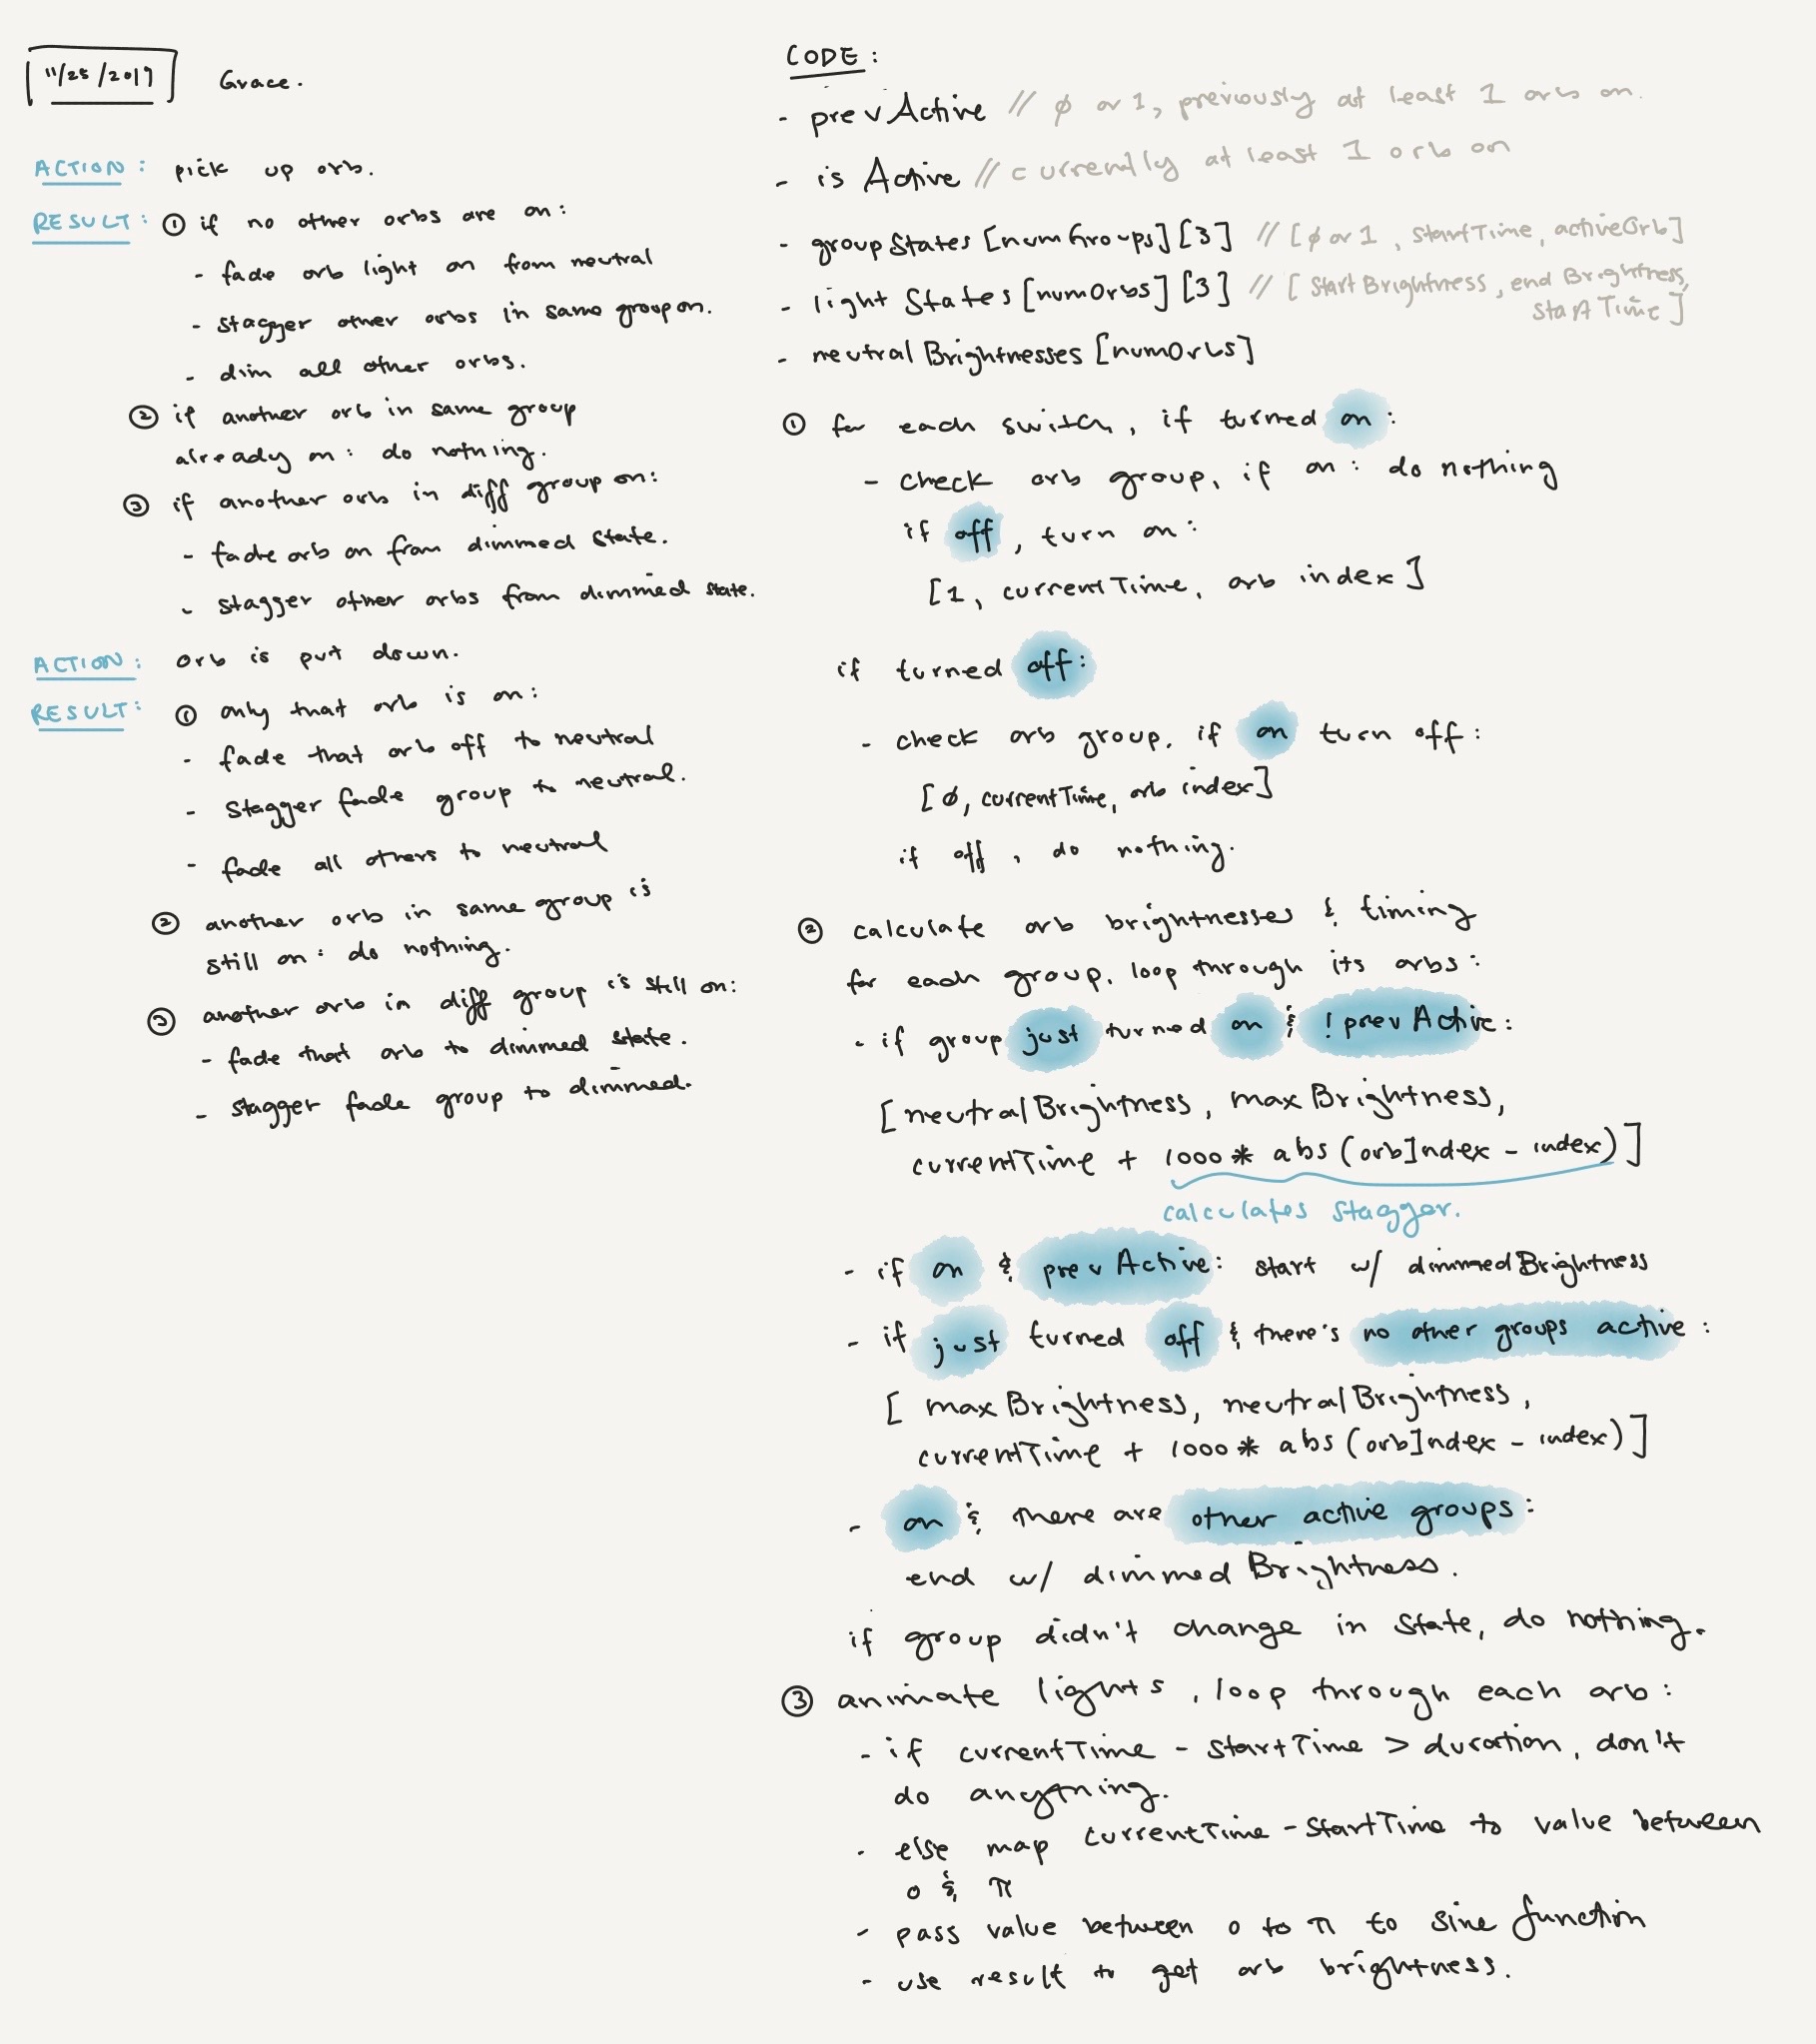 11/25/2019 Grace.
ACTION: pick up orb.
RESULT: ① if no other orbs are on:
- fade orb light on from neutral
- stagger other orbs in same group on.
- dim all other orbs.
② if another orb in same group
already on: do nothing.
③ if another orb in diff group on:
- fade orb on from dimmed state.
- stagger other orbs from dimmed state.
ACTION: orb is put down.
RESULT: ① only that orb is on:
- fade that orb off to neutral
- stagger fade group to neutral.
- fade all others to neutral
② another orb in same group is
still on: do nothing.
③ another orb in diff group is still on:
- fade that orb to dimmed state.
- stagger fade group to dimmed.
CODE:
- prevActive // ϕ or 1, previously at least 1 orb on.
- isActive // currently at least 1 orb on
- groupStates [numGroups] [3] // [ϕ or 1, startTime, activeOrb]
- lightStates [numOrbs] [3] // [StartBrightness, endBrightness,
StartTime]
- neutralBrightnesses [numOrbs]
① for each switch, if turned on:
- check orb group, if on: do nothing
if off, turn on:
[1, currentTime, orb index]
if turned off:
- check orb group, if on turn off:
[ϕ, currentTime, orb index]
if off, do nothing.
② calculate orb brightnesses & timing
for each group, loop through its orbs:
- if group just turned on & !prevActive:
[neutralBrightness, maxBrightness,
currentTime + 1000 * abs (orbIndex - index)]
calculates stagger.
- if on & prevActive: start w/ dimmedBrightness
- if just turned off & there's no other groups active:
[maxBrightness, neutralBrightness,
currentTime + 1000 * abs (orbIndex - index)]
- on & there are other active groups:
end w/ dimmedBrightness.
if group didn't change in state, do nothing.
③ animate lights, loop through each orb:
- if currentTime - startTime > duration, don't
do anything.
- else map currentTime - startTime to value between
0 & π
- pass value between 0 to π to sine function
- use result to get orb brightness.